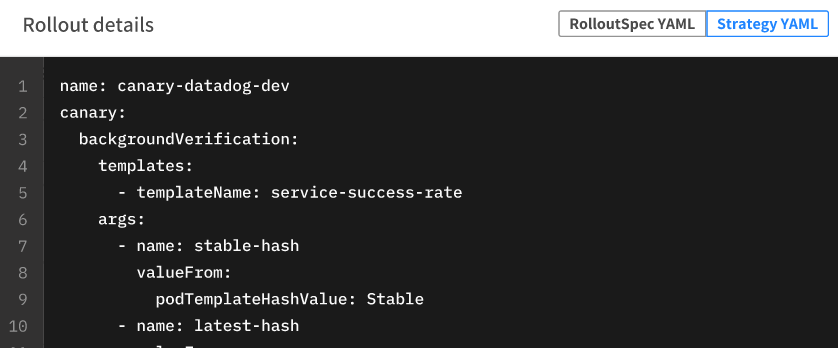 Rollout details
RolloutSpec YAML
Strategy YAML
1 name: canary-datadog-dev
2 canary:
3 backgroundVerification:
4 templates:
5 - templateName: service-success-rate
6 args:
7 - name: stable-hash
8 valueFrom:
9 podTemplateHashValue: Stable
10 - name: latest-hash